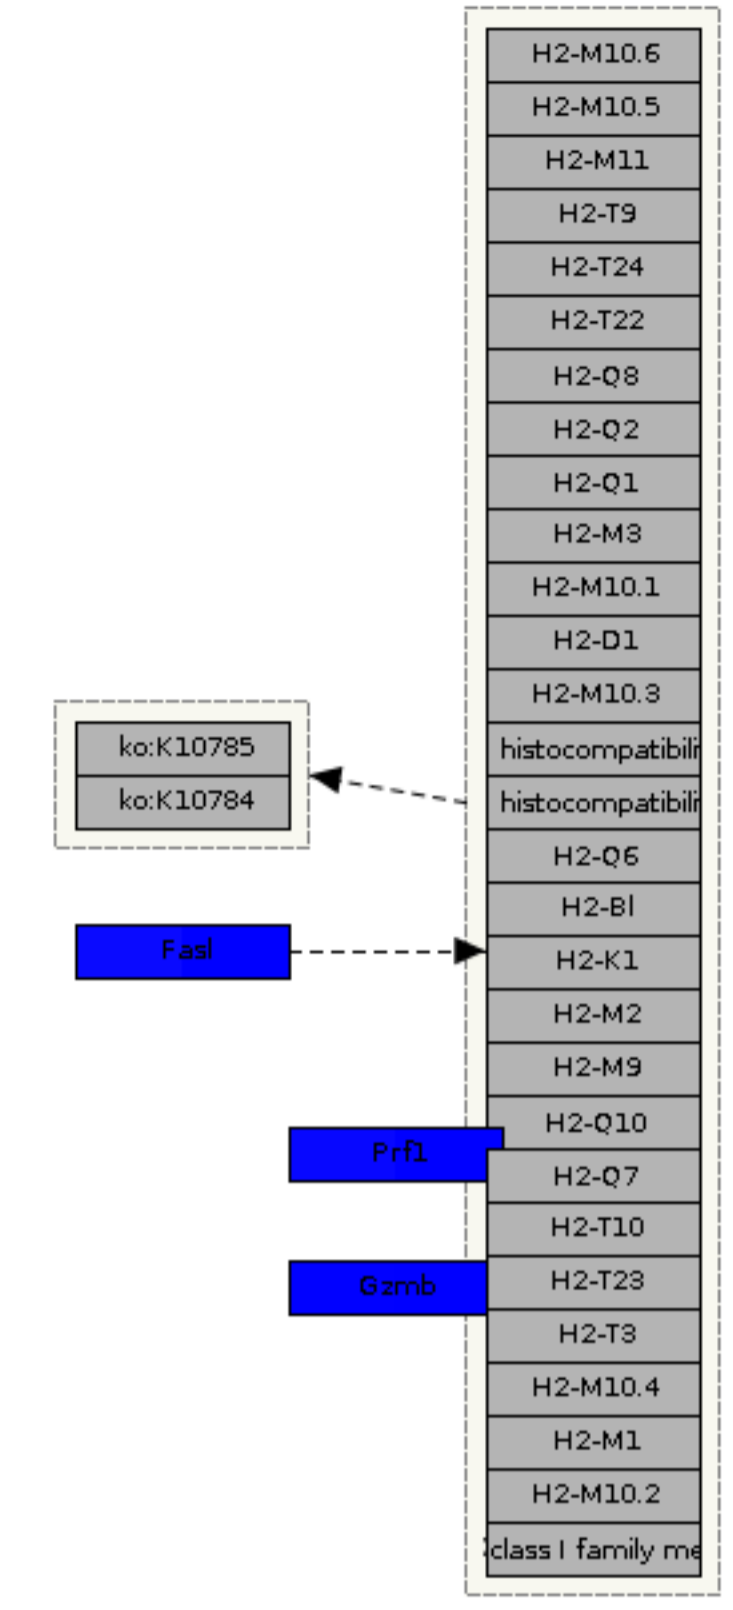 H2-M10.6
H2-M10.5
H2-M11
H2-T9
H2-T24
H2-T22
H2-Q8
H2-Q2
H2-Q1
H2-M3
H2-M10.1
H2-D1
H2-M10.3
histocompatibili
histocompatibili
H2-Q6
H2-Bl
H2-K1
H2-M2
H2-M9
H2-Q10
H2-Q7
H2-T10
H2-T23
H2-T3
H2-M10.4
H2-M1
H2-M10.2
class I family me
ko:K10785
ko:K10784
Fasl
Prf1
Gzmb